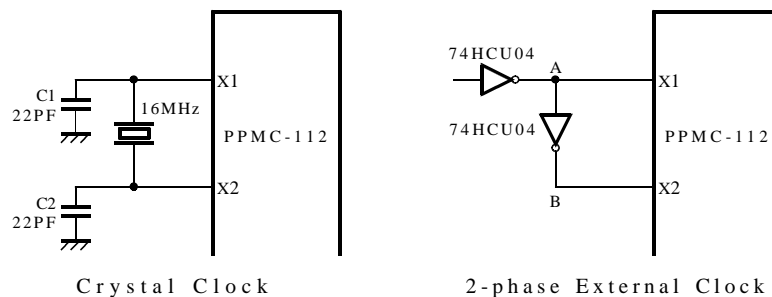 C1
22PF
16MHz
X1
PPMC-112
C2
22PF
X2
Crystal Clock
74HCU04
A
X1
74HCU04
PPMC-112
B
X2
2-phase External Clock